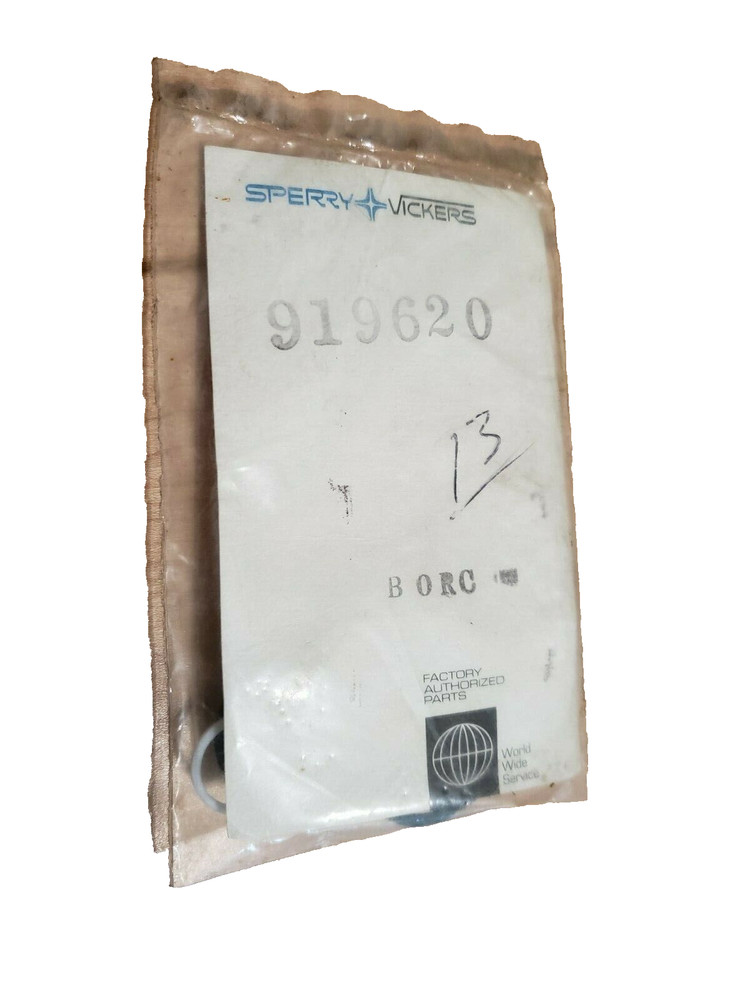 SPERRY VICKERS
919620
13
B ORC
FACTORY
AUTHORIZED
PARTS
World
Wide
Service